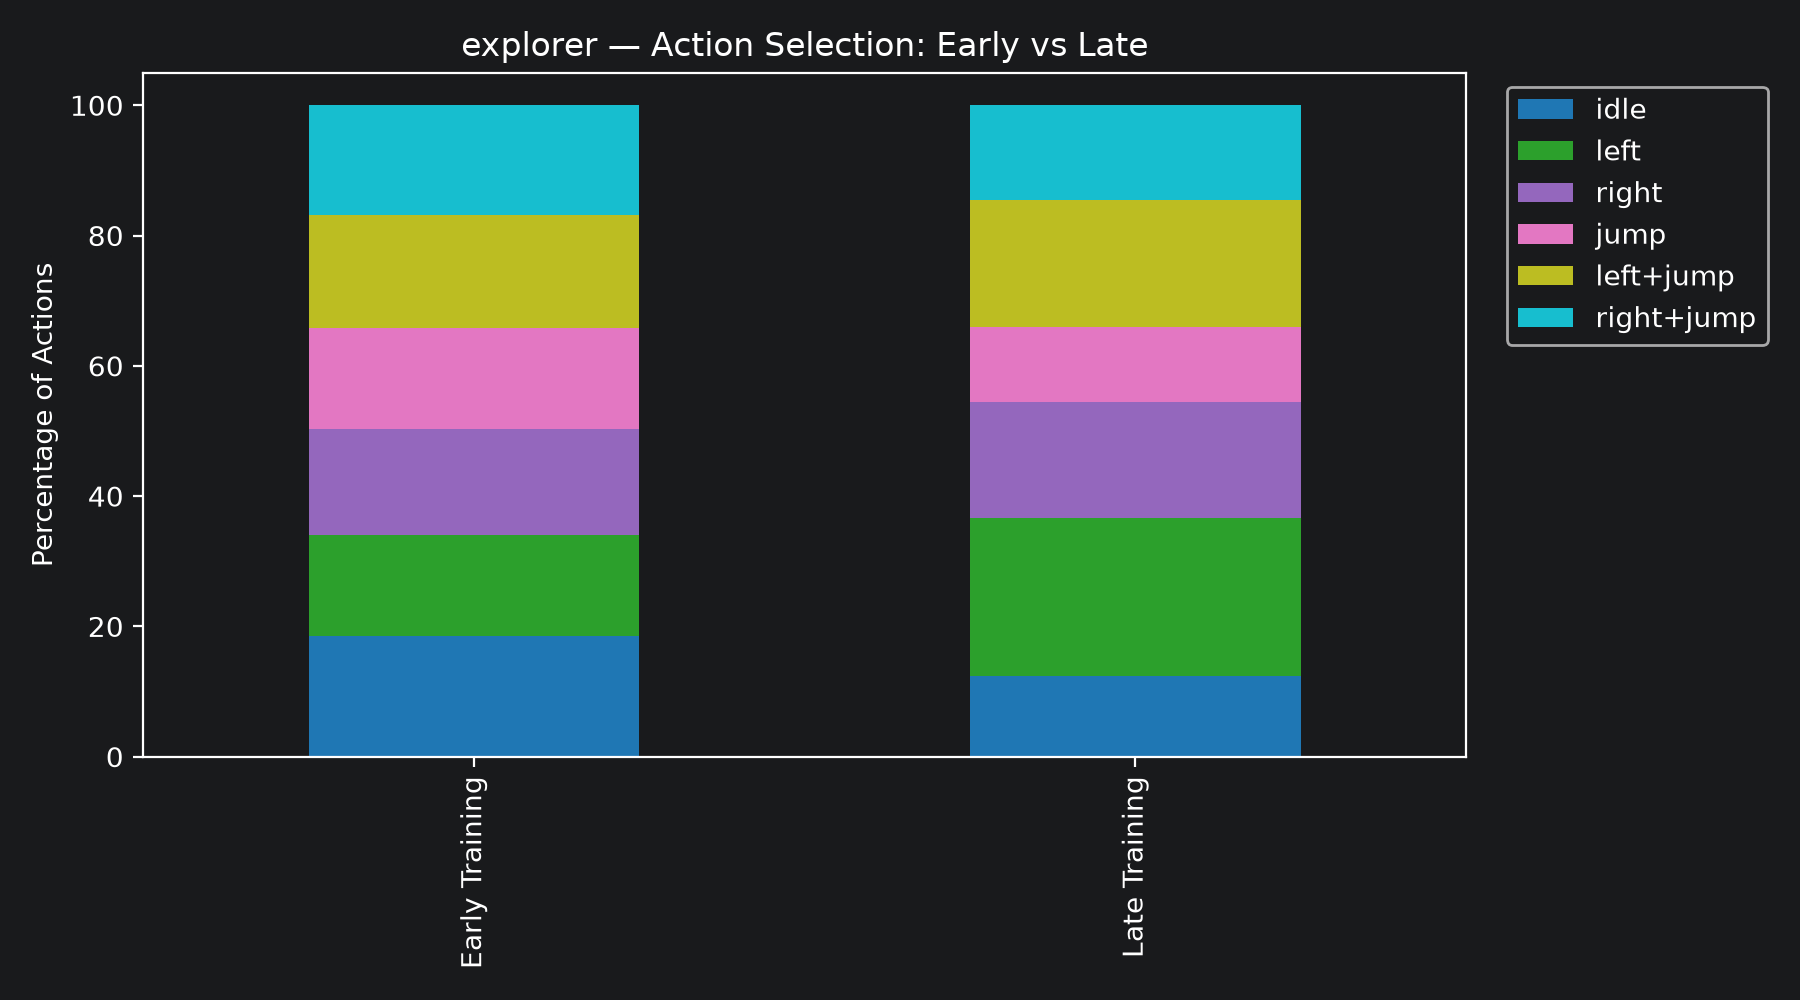 explorer — Action Selection: Early vs Late
Percentage of Actions
100
80
60
40
20
0
Early Training
Late Training
idle
left
right
jump
left+jump
right+jump